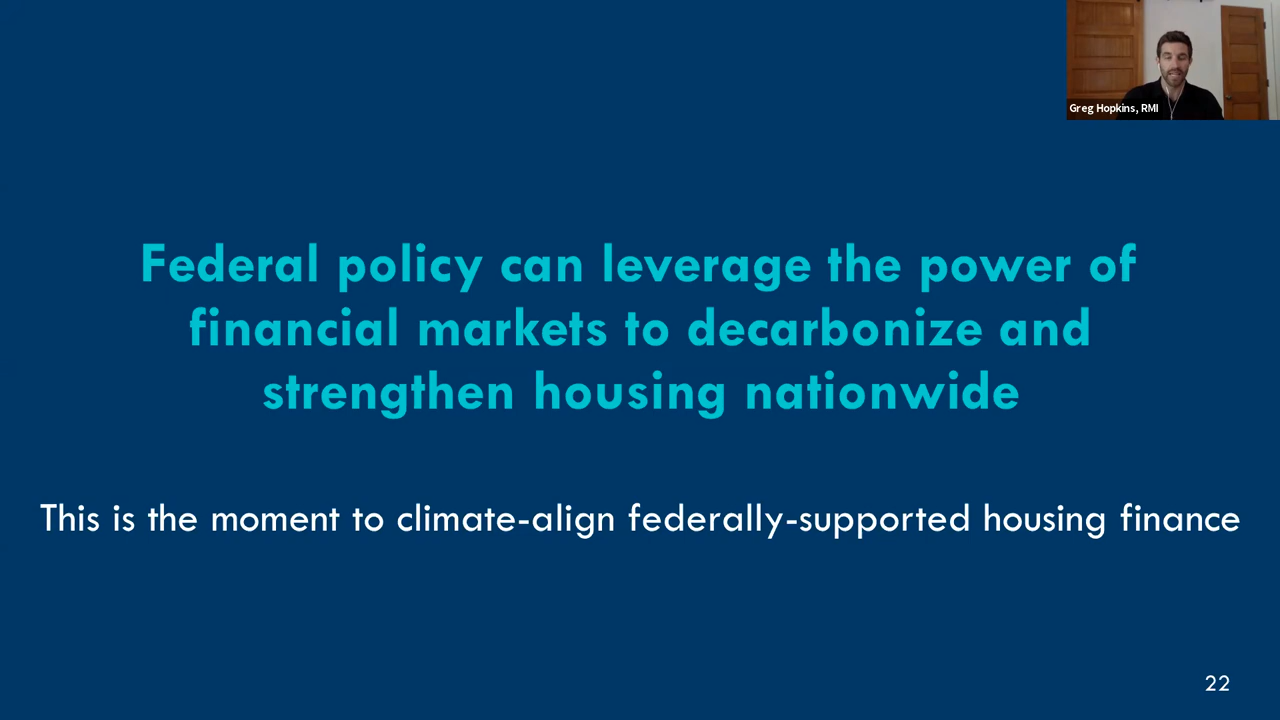 Greg Hopkins, RMI
Federal policy can leverage the power of
financial markets to decarbonize and
strengthen housing nationwide
This is the moment to climate-align federally-supported housing finance
22